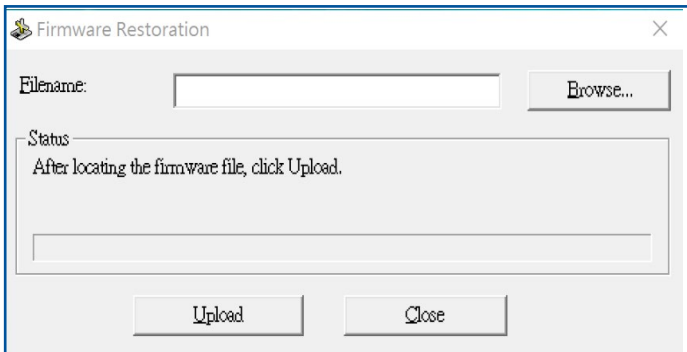 Firmware Restoration
Filename:
Browse...
Status
After locating the firmware file, click Upload.
Upload
Close